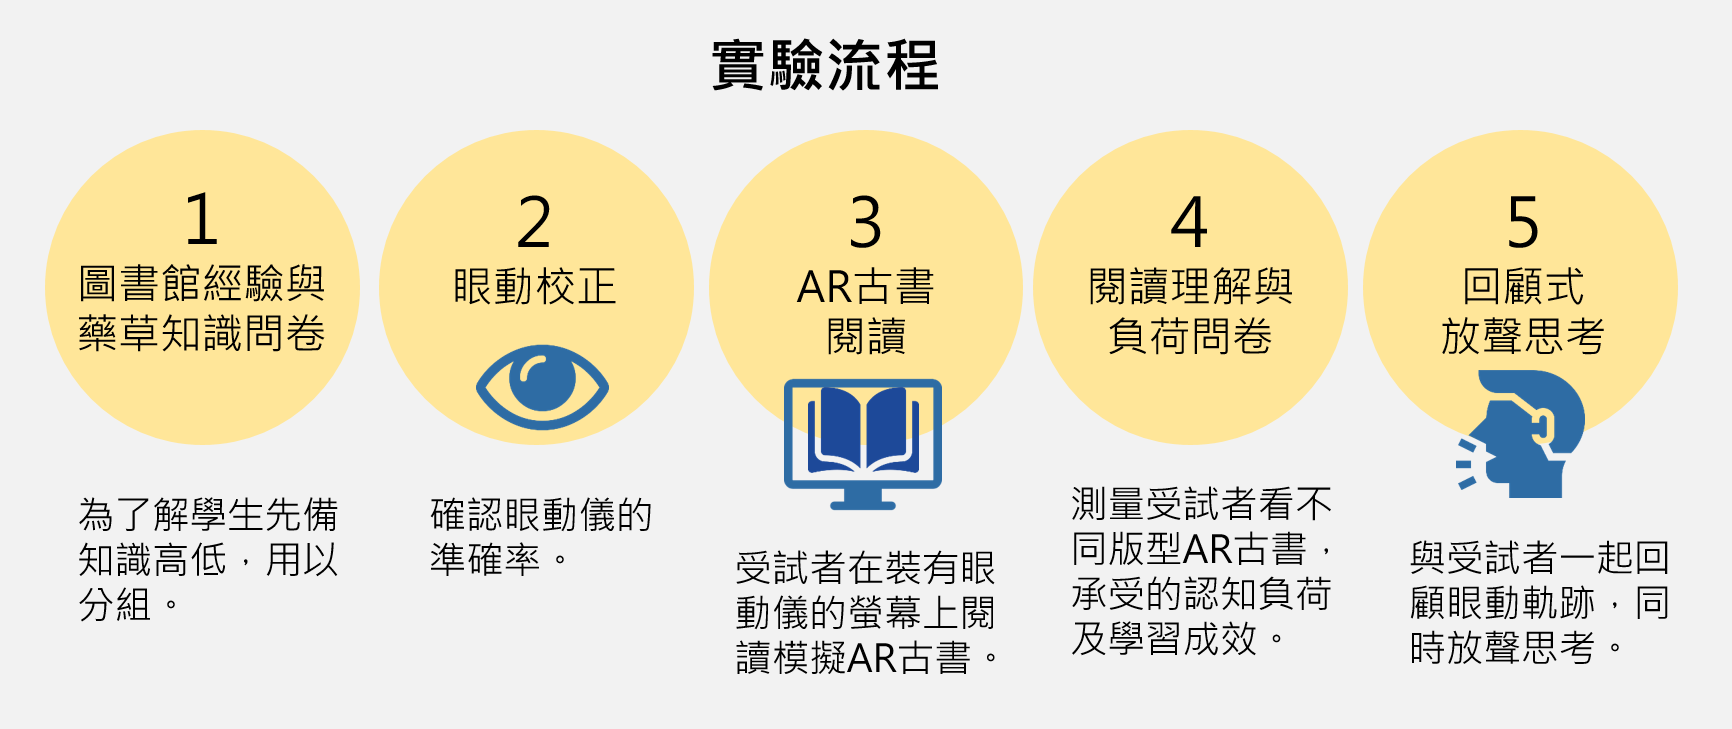 實驗流程
1
圖書館經驗與
藥草知識問卷
為了解學生先備
知識高低，用以
分組。
2
眼動校正
確認眼動儀的
準確率。
3
AR古書
閱讀
受試者在裝有眼
動儀的螢幕上閱
讀模擬AR古書。
4
閱讀理解與
負荷問卷
測量受試者看不
同版型AR古書，
承受的認知負荷
及學習成效。
5
回顧式
放聲思考
與受試者一起回
顧眼動軌跡，同
時放聲思考。